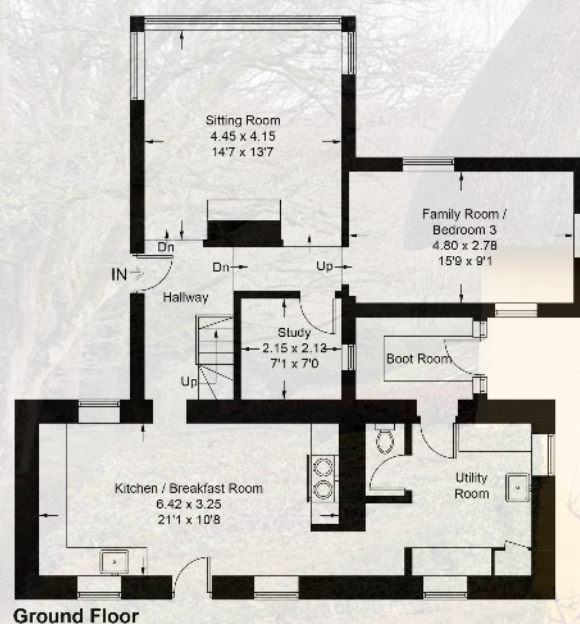 Sitting Room
4.45 x 4.15
14'7 x 13'7
Family Room /
Bedroom 3
4.80 x 2.78
15'9 x 9'1
Dn
IN
Dn
Up
Hallway
Study
2.15 x 2.13
7'1 x 7'0
Boot Room
Up
Kitchen / Breakfast Room
6.42 x 3.25
21'1 x 10'8
Utility
Room
Ground Floor